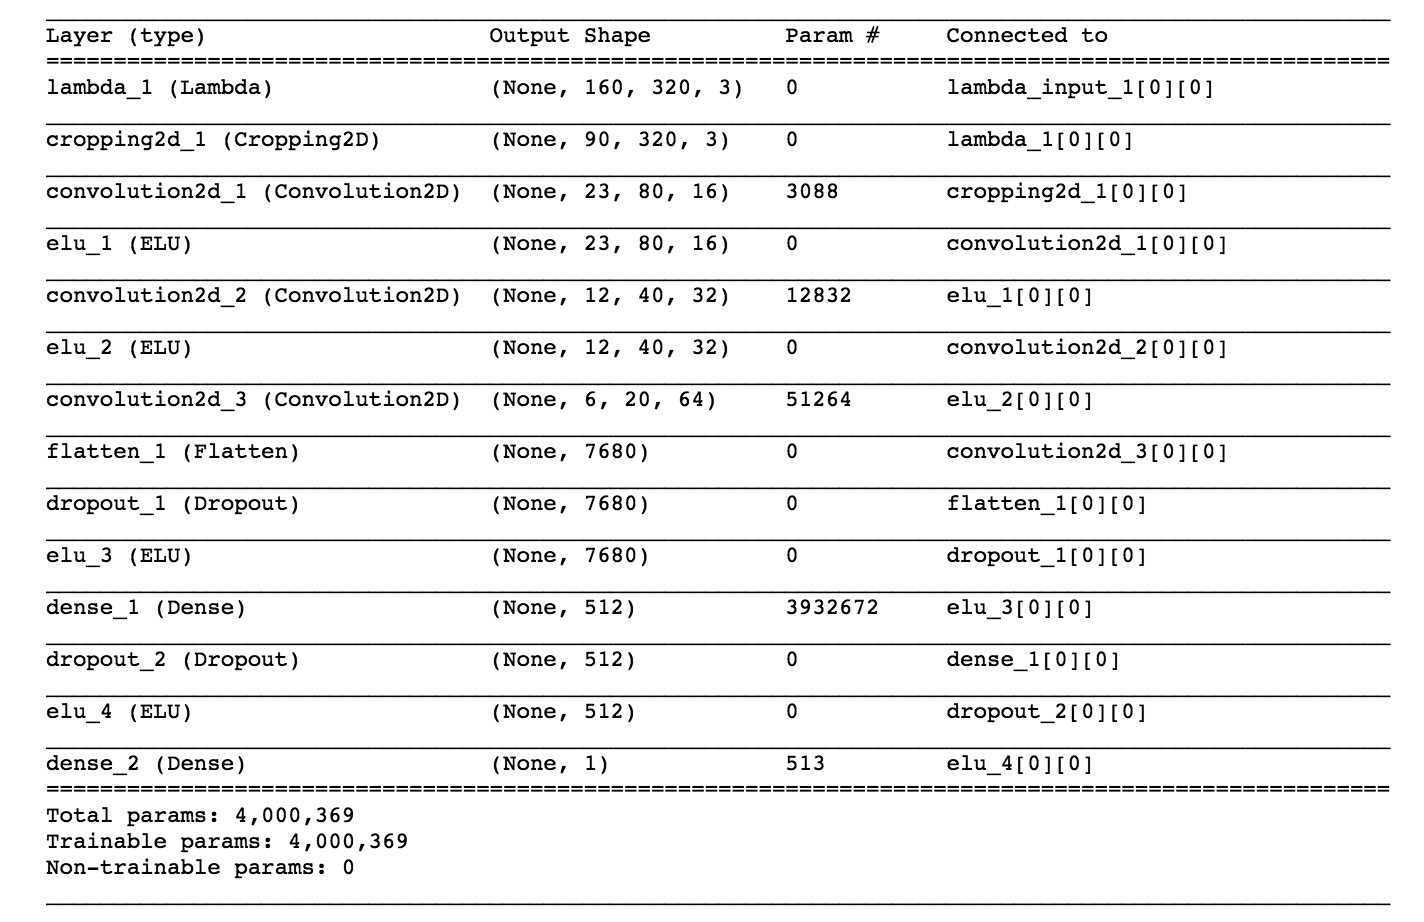 Layer (type) Output Shape Param # Connected to
lambda_1 (Lambda) (None, 160, 320, 3) 0 lambda_input_1[0][0]
cropping2d_1 (Cropping2D) (None, 90, 320, 3) 0 lambda_1[0][0]
convolution2d_1 (Convolution2D) (None, 23, 80, 16) 3088 cropping2d_1[0][0]
elu_1 (ELU) (None, 23, 80, 16) 0 convolution2d_1[0][0]
convolution2d_2 (Convolution2D) (None, 12, 40, 32) 12832 elu_1[0][0]
elu_2 (ELU) (None, 12, 40, 32) 0 convolution2d_2[0][0]
convolution2d_3 (Convolution2D) (None, 6, 20, 64) 51264 elu_2[0][0]
flatten_1 (Flatten) (None, 7680) 0 convolution2d_3[0][0]
dropout_1 (Dropout) (None, 7680) 0 flatten_1[0][0]
elu_3 (ELU) (None, 7680) 0 dropout_1[0][0]
dense_1 (Dense) (None, 512) 3932672 elu_3[0][0]
dropout_2 (Dropout) (None, 512) 0 dense_1[0][0]
elu_4 (ELU) (None, 512) 0 dropout_2[0][0]
dense_2 (Dense) (None, 1) 513 elu_4[0][0]
Total params: 4,000,369
Trainable params: 4,000,369
Non-trainable params: 0